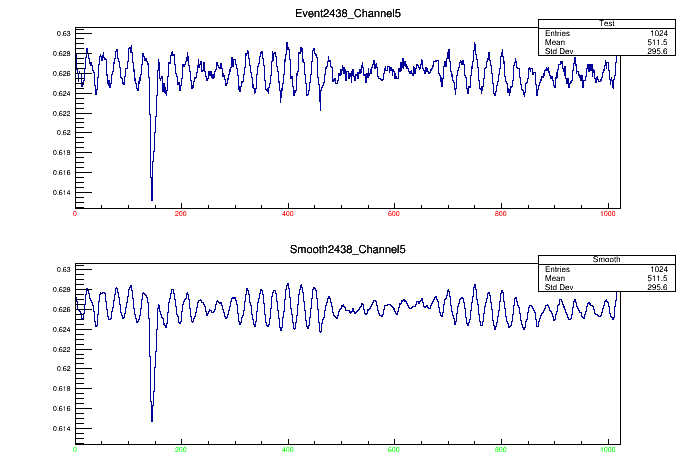 Event2438_Channel5
Test
Entries 1024
Mean 511.5
Std Dev 295.6
0.63
0.628
0.626
0.624
0.622
0.62
0.618
0.616
0.614
0 200 400 600 800 1000
Smooth2438_Channel5
Smooth
Entries 1024
Mean 511.5
Std Dev 295.6
0.63
0.628
0.626
0.624
0.622
0.62
0.618
0.616
0.614
0 200 400 600 800 1000